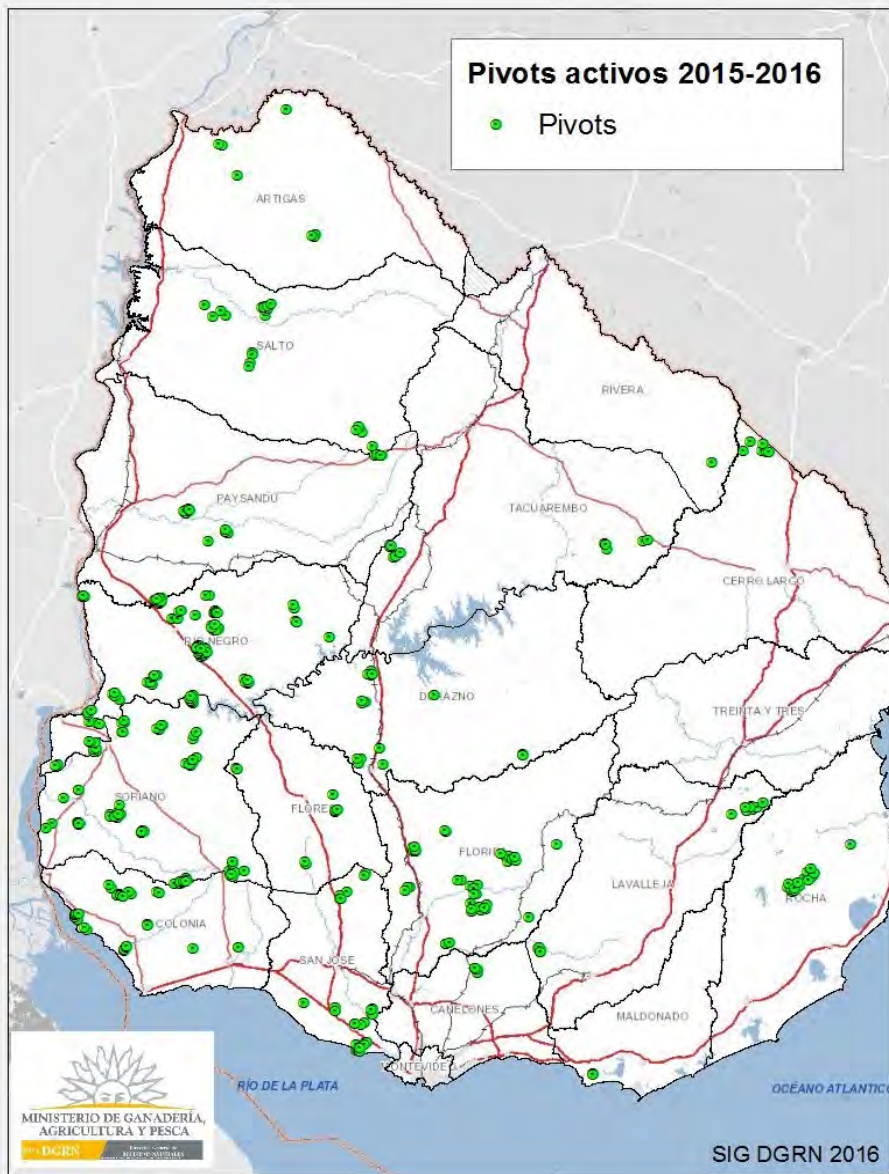 Pivots activos 2015-2016
Pivots
ARTIGAS
SALTO
RIVERA
PAYSANDU
TACUAREMBO
CERRO LARGO
RIO NEGRO
DURAZNO
TREINTA Y TRES
SORIANO
FLORES
FLORIDA
LAVALLEJA
ROCHA
COLONIA
SAN JOSE
CANELONES
MALDONADO
MONTEVIDEO
RÍO DE LA PLATA
OCÉANO ATLANTICO
MINISTERIO DE GANADERÍA,
AGRICULTURA Y PESCA
DGRN
SIG DGRN 2016